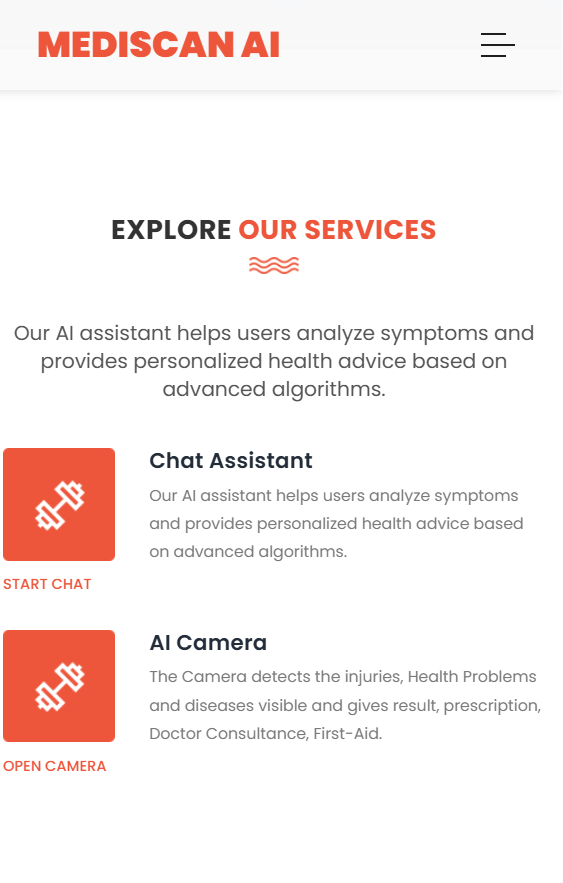 MEDISCAN AI
EXPLORE OUR SERVICES
Our AI assistant helps users analyze symptoms and
provides personalized health advice based on
advanced algorithms.
Chat Assistant
Our AI assistant helps users analyze symptoms
and provides personalized health advice based
on advanced algorithms.
START CHAT
AI Camera
The Camera detects the injuries, Health Problems
and diseases visible and gives result, prescription,
Doctor Consultance, First-Aid.
OPEN CAMERA